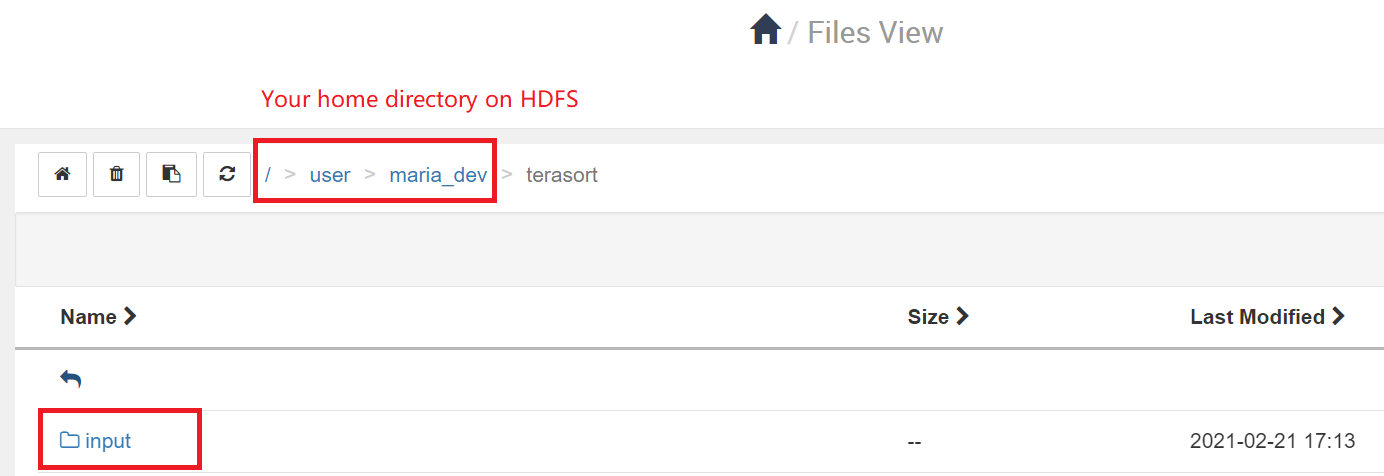 / Files View
Your home directory on HDFS
/ > user > maria_dev > terasort
Name Size Last Modified
input -- 2021-02-21 17:13